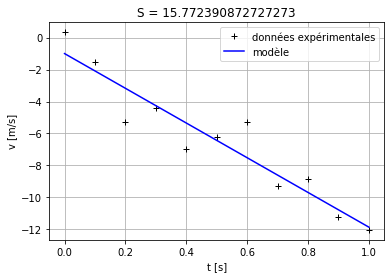 S = 15.772390872727273
données expérimentales
modèle
0
−2
−4
−6
−8
−10
−12
v [m/s]
0.0 0.2 0.4 0.6 0.8 1.0
t [s]